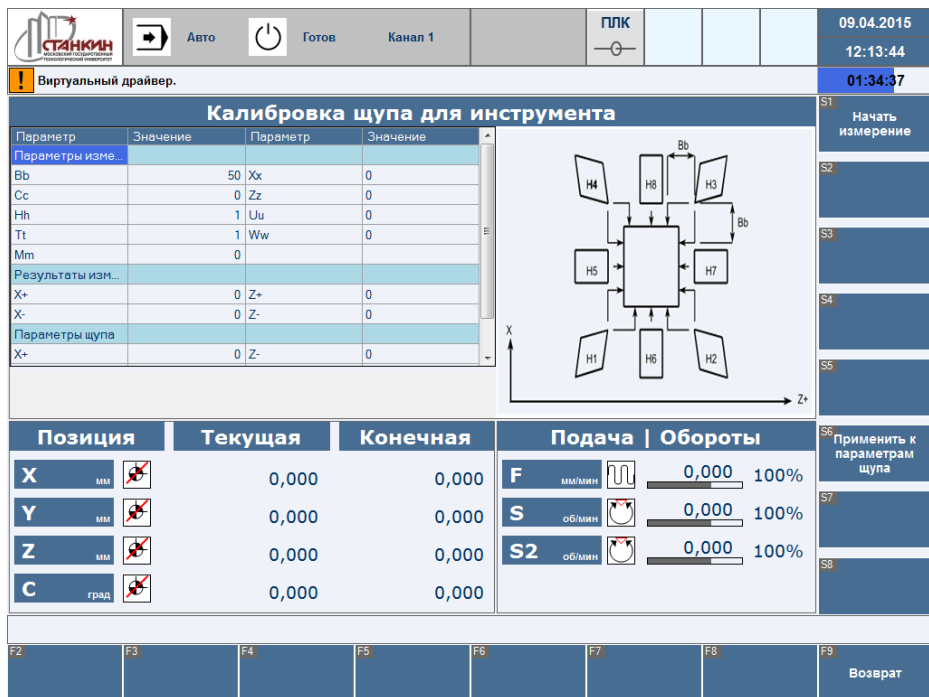 СТАНКИН
МОСКОВСКИЙ ГОСУДАРСТВЕННЫЙ
ТЕХНОЛОГИЧЕСКИЙ УНИВЕРСИТЕТ
Авто
Готов
Канал 1
ПЛК
09.04.2015
12:13:44
! Виртуальный драйвер.
01:34:37
Калибровка щупа для инструмента
Параметр Значение Параметр Значение
Параметры изме...
Bb 50 Xx 0
Cc 0 Zz 0
Hh 1 Uu 0
Tt 1 Ww 0
Mm 0
Результаты изм...
X+ 0 Z+ 0
X- 0 Z- 0
Параметры щупа
X+ 0 Z- 0
Bb
H4 H8 H3
Bb
H5 H7
X
H1 H6 H2
Z+
S1 Начать
измерение
S2
S3
S4
S5
S6 Применить к
параметрам
щупа
S7
S8
Позиция Текущая Конечная
X мм 0,000 0,000
Y мм 0,000 0,000
Z мм 0,000 0,000
C град 0,000 0,000
Подача | Обороты
F мм/мин 0,000 100%
S об/мин 0,000 100%
S2 об/мин 0,000 100%
F2 F3 F4 F5 F6 F7 F8 F9
Возврат